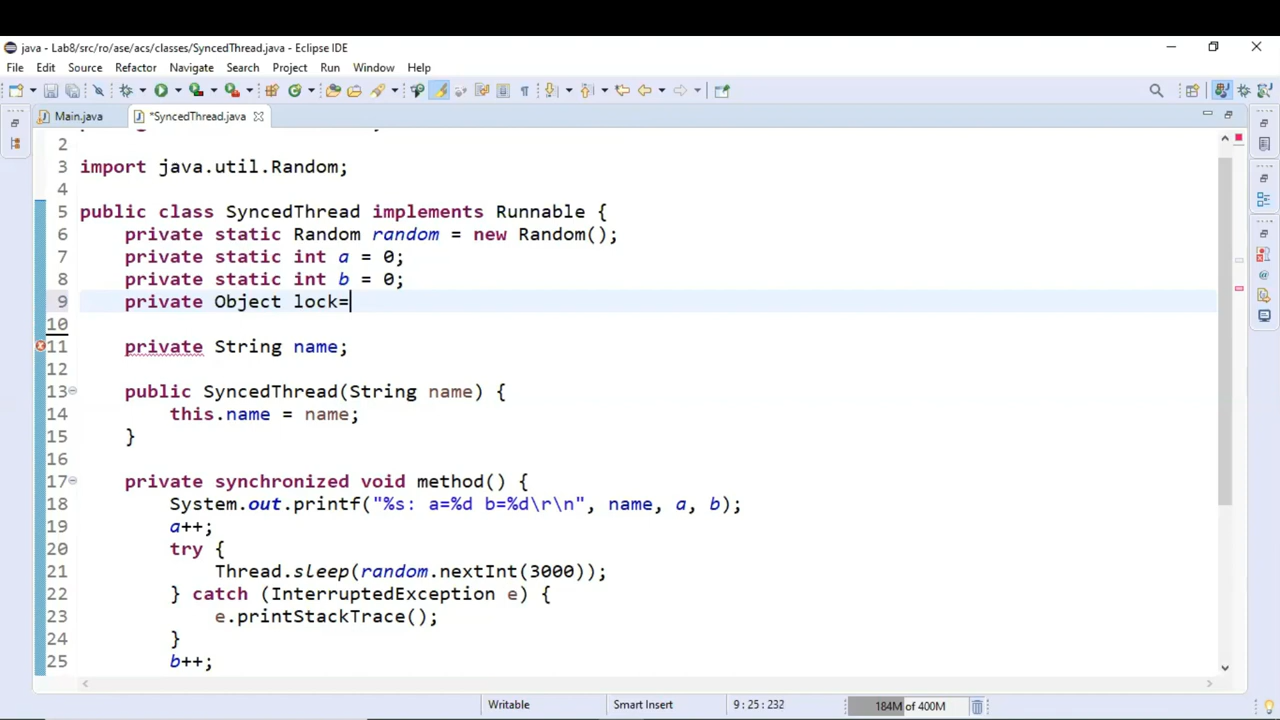 java - Lab8/src/ro/ase/acs/classes/SyncedThread.java - Eclipse IDE
File Edit Source Refactor Navigate Search Project Run Window Help
Main.java *SyncedThread.java
2
3 import java.util.Random;
4
5 public class SyncedThread implements Runnable {
6 private static Random random = new Random();
7 private static int a = 0;
8 private static int b = 0;
9 private Object lock=
10
11 private String name;
12
13 public SyncedThread(String name) {
14 this.name = name;
15 }
16
17 private synchronized void method() {
18 System.out.printf("%s: a=%d b=%d\r\n", name, a, b);
19 a++;
20 try {
21 Thread.sleep(random.nextInt(3000));
22 } catch (InterruptedException e) {
23 e.printStackTrace();
24 }
25 b++;
Writable Smart Insert 9 : 25 : 232 184M of 400M